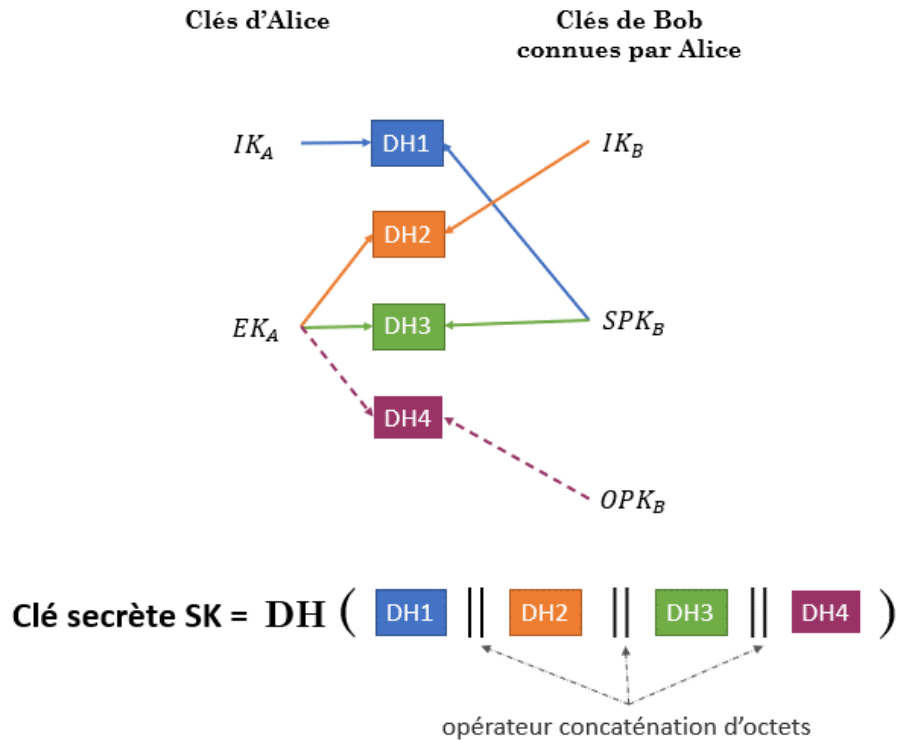 Clés d'Alice
Clés de Bob
connues par Alice
IK_A
DH1
IK_B
DH2
EK_A
DH3
SPK_B
DH4
OPK_B
Clé secrète SK = DH ( DH1 || DH2 || DH3 || DH4 )
opérateur concaténation d'octets